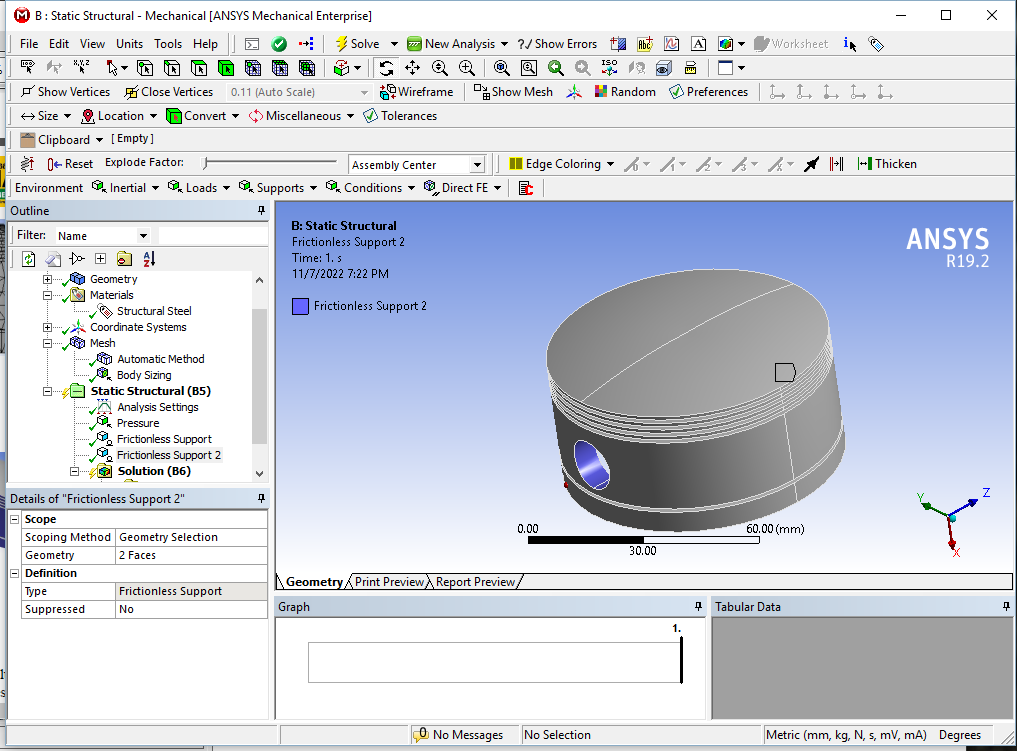 B : Static Structural - Mechanical [ANSYS Mechanical Enterprise]
File Edit View Units Tools Help Solve New Analysis ?/ Show Errors Abc A Worksheet i
X,Y,Z ISO
Show Vertices Close Vertices 0.11 (Auto Scale) Wireframe Show Mesh Random Preferences
Size Location Convert Miscellaneous Tolerances
Clipboard [ Empty ]
Reset Explode Factor: Assembly Center Edge Coloring Thicken
Environment Inertial Loads Supports Conditions Direct FE
Outline
Filter: Name
Geometry
Materials
Structural Steel
Coordinate Systems
Mesh
Automatic Method
Body Sizing
Static Structural (B5)
Analysis Settings
Pressure
Frictionless Support
Frictionless Support 2
Solution (B6)
Details of "Frictionless Support 2"
Scope
Scoping Method Geometry Selection
Geometry 2 Faces
Definition
Type Frictionless Support
Suppressed No
B: Static Structural
Frictionless Support 2
Time: 1. s
11/7/2022 7:22 PM
Frictionless Support 2
ANSYS
R19.2
0.00 60.00 (mm)
30.00
Y Z
X
Geometry Print Preview Report Preview
Graph
1.
Tabular Data
No Messages No Selection Metric (mm, kg, N, s, mV, mA) Degrees